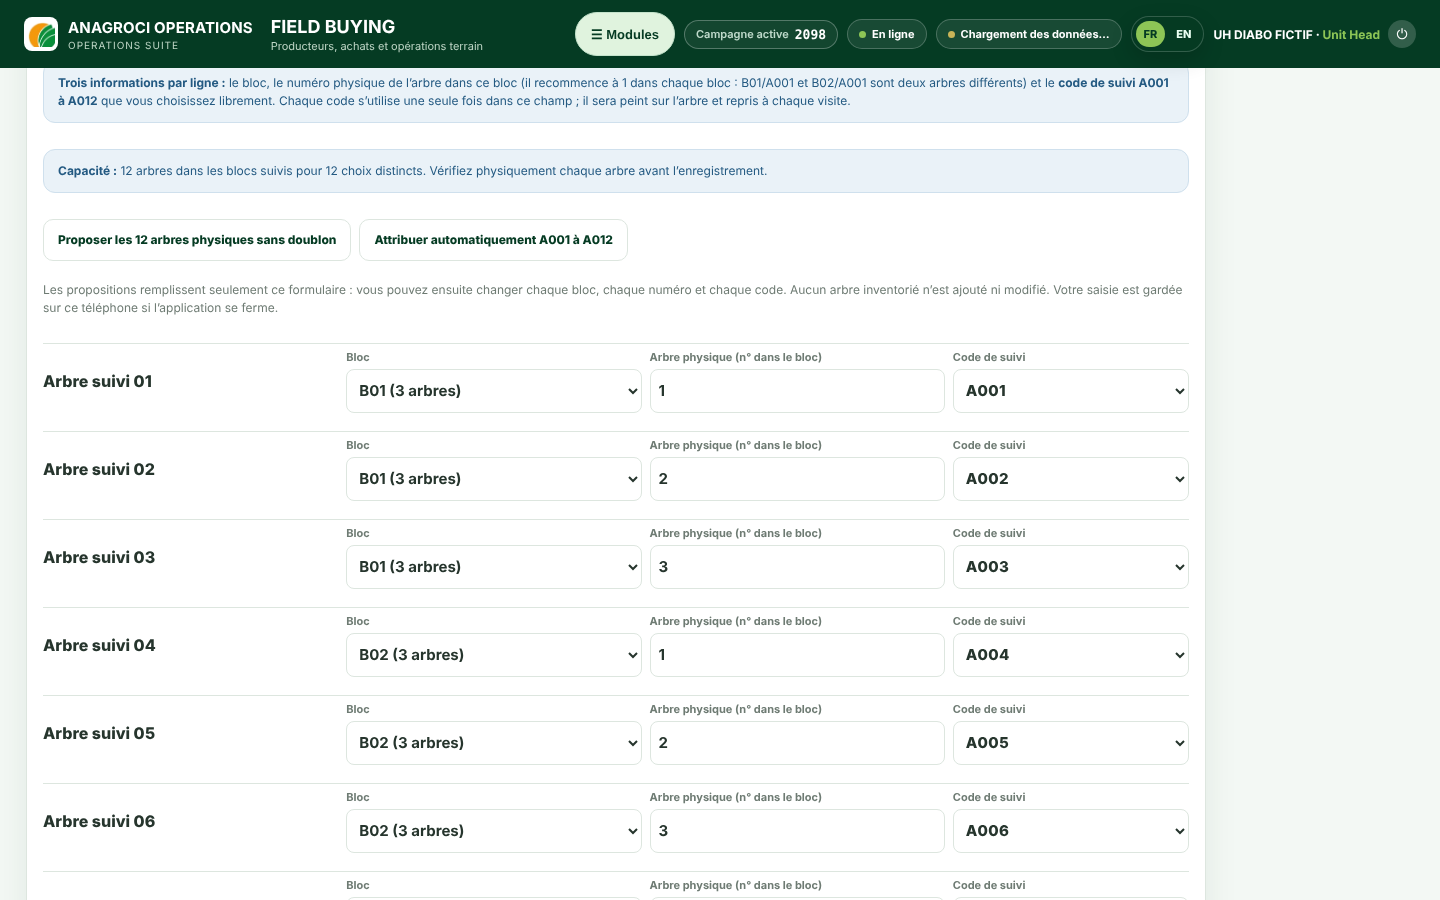 ANAGROCI OPERATIONS
OPERATIONS SUITE
FIELD BUYING
Producteurs, achats et opérations terrain
☰ Modules
Campagne active 2098
En ligne
Chargement des données...
FR EN
UH DIABO FICTIF · Unit Head
Trois informations par ligne : le bloc, le numéro physique de l’arbre dans ce bloc (il recommence à 1 dans chaque bloc : B01/A001 et B02/A001 sont deux arbres différents) et le code de suivi A001
à A012 que vous choisissez librement. Chaque code s’utilise une seule fois dans ce champ ; il sera peint sur l’arbre et repris à chaque visite.
Capacité : 12 arbres dans les blocs suivis pour 12 choix distincts. Vérifiez physiquement chaque arbre avant l’enregistrement.
Proposer les 12 arbres physiques sans doublon
Attribuer automatiquement A001 à A012
Les propositions remplissent seulement ce formulaire : vous pouvez ensuite changer chaque bloc, chaque numéro et chaque code. Aucun arbre inventorié n’est ajouté ni modifié. Votre saisie est gardée
sur ce téléphone si l’application se ferme.
Bloc Arbre physique (n° dans le bloc) Code de suivi
Arbre suivi 01 B01 (3 arbres) 1 A001
Bloc Arbre physique (n° dans le bloc) Code de suivi
Arbre suivi 02 B01 (3 arbres) 2 A002
Bloc Arbre physique (n° dans le bloc) Code de suivi
Arbre suivi 03 B01 (3 arbres) 3 A003
Bloc Arbre physique (n° dans le bloc) Code de suivi
Arbre suivi 04 B02 (3 arbres) 1 A004
Bloc Arbre physique (n° dans le bloc) Code de suivi
Arbre suivi 05 B02 (3 arbres) 2 A005
Bloc Arbre physique (n° dans le bloc) Code de suivi
Arbre suivi 06 B02 (3 arbres) 3 A006
Bloc Arbre physique (n° dans le bloc) Code de suivi